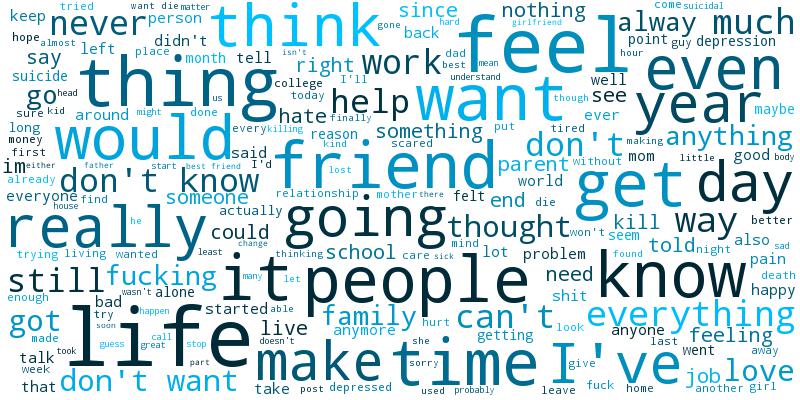 tried want die matter come suicidal
keep never person think since nothing girlfriend alway much
hope almost didn't gone back hard
say left place month tell right work dad feel isn't point guy depression
suicide thing best mean even
go head college I'll understand hour
us today help want well see year
long around might done hate finally though ever maybe
sure kid would every killing reason something put tired don't making anything
money
first said kind scared friend parent without mom little good body
im either father start best friend I'd lost get day
already don't know someone relationship mother there felt end world die
everyone find actually
house he going thought kill way better
really could won't seem told also
least change mind night sad
trying living wanted thinking school care sick lot problem found pain
still fucking it many let people need know death
enough wasn't alone started able shit happy
bad family can't everything
got try soon happen live anymore hurt look anyone feeling
made life call doesn't she getting last
guess great stop make time I've went away
talk took sorry give job love
week part
that don't want take post depressed used probably leave fuck home another girl